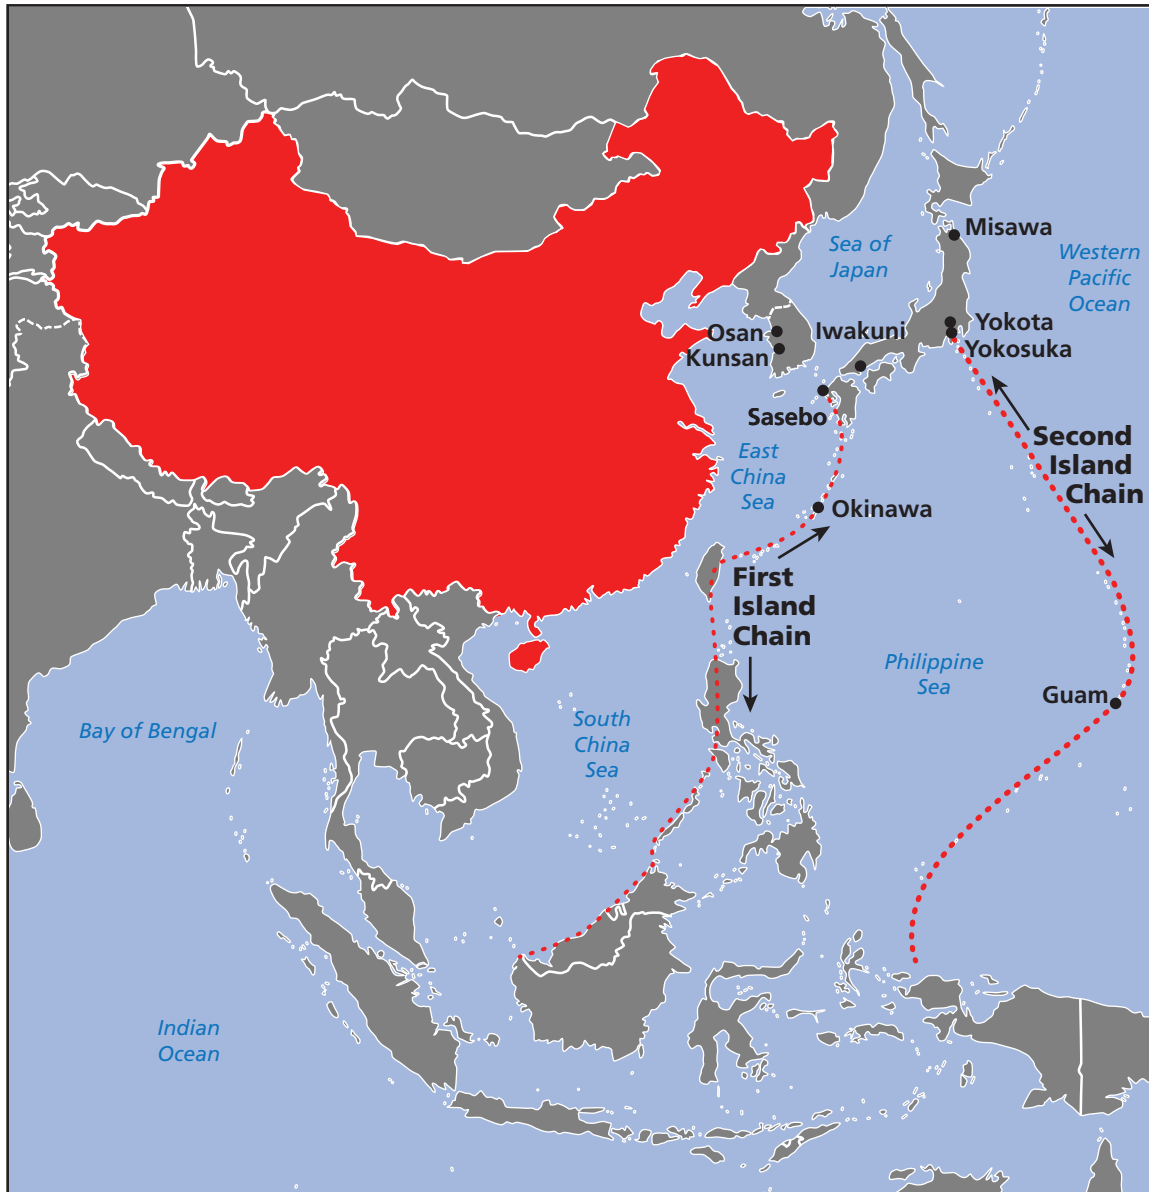 Misawa
Sea of
Japan
Western
Pacific
Ocean
Osan
Iwakuni
Yokota
Kunsan
Yokosuka
Sasebo
Second
Island
Chain
East
China
Sea
Okinawa
First
Island
Chain
Philippine
Sea
Guam
Bay of Bengal
South
China
Sea
Indian
Ocean